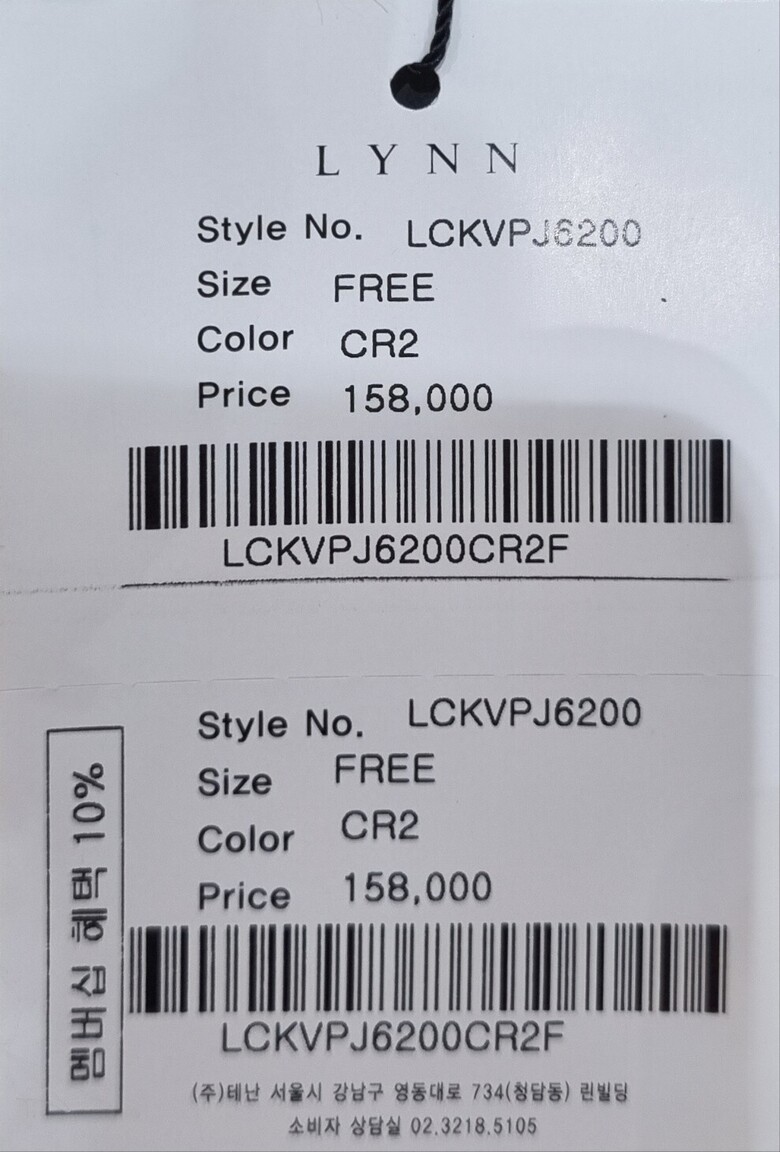 LYNN
Style No. LCKVPJ6200
Size FREE
Color CR2
Price 158,000
LCKVPJ6200CR2F
Style No. LCKVPJ6200
Size FREE
Color CR2
Price 158,000
멤버십 혜택 10%
LCKVPJ6200CR2F
(주)테난 서울시 강남구 영동대로 734(청담동) 린빌딩
소비자 상담실 02.3218.5105